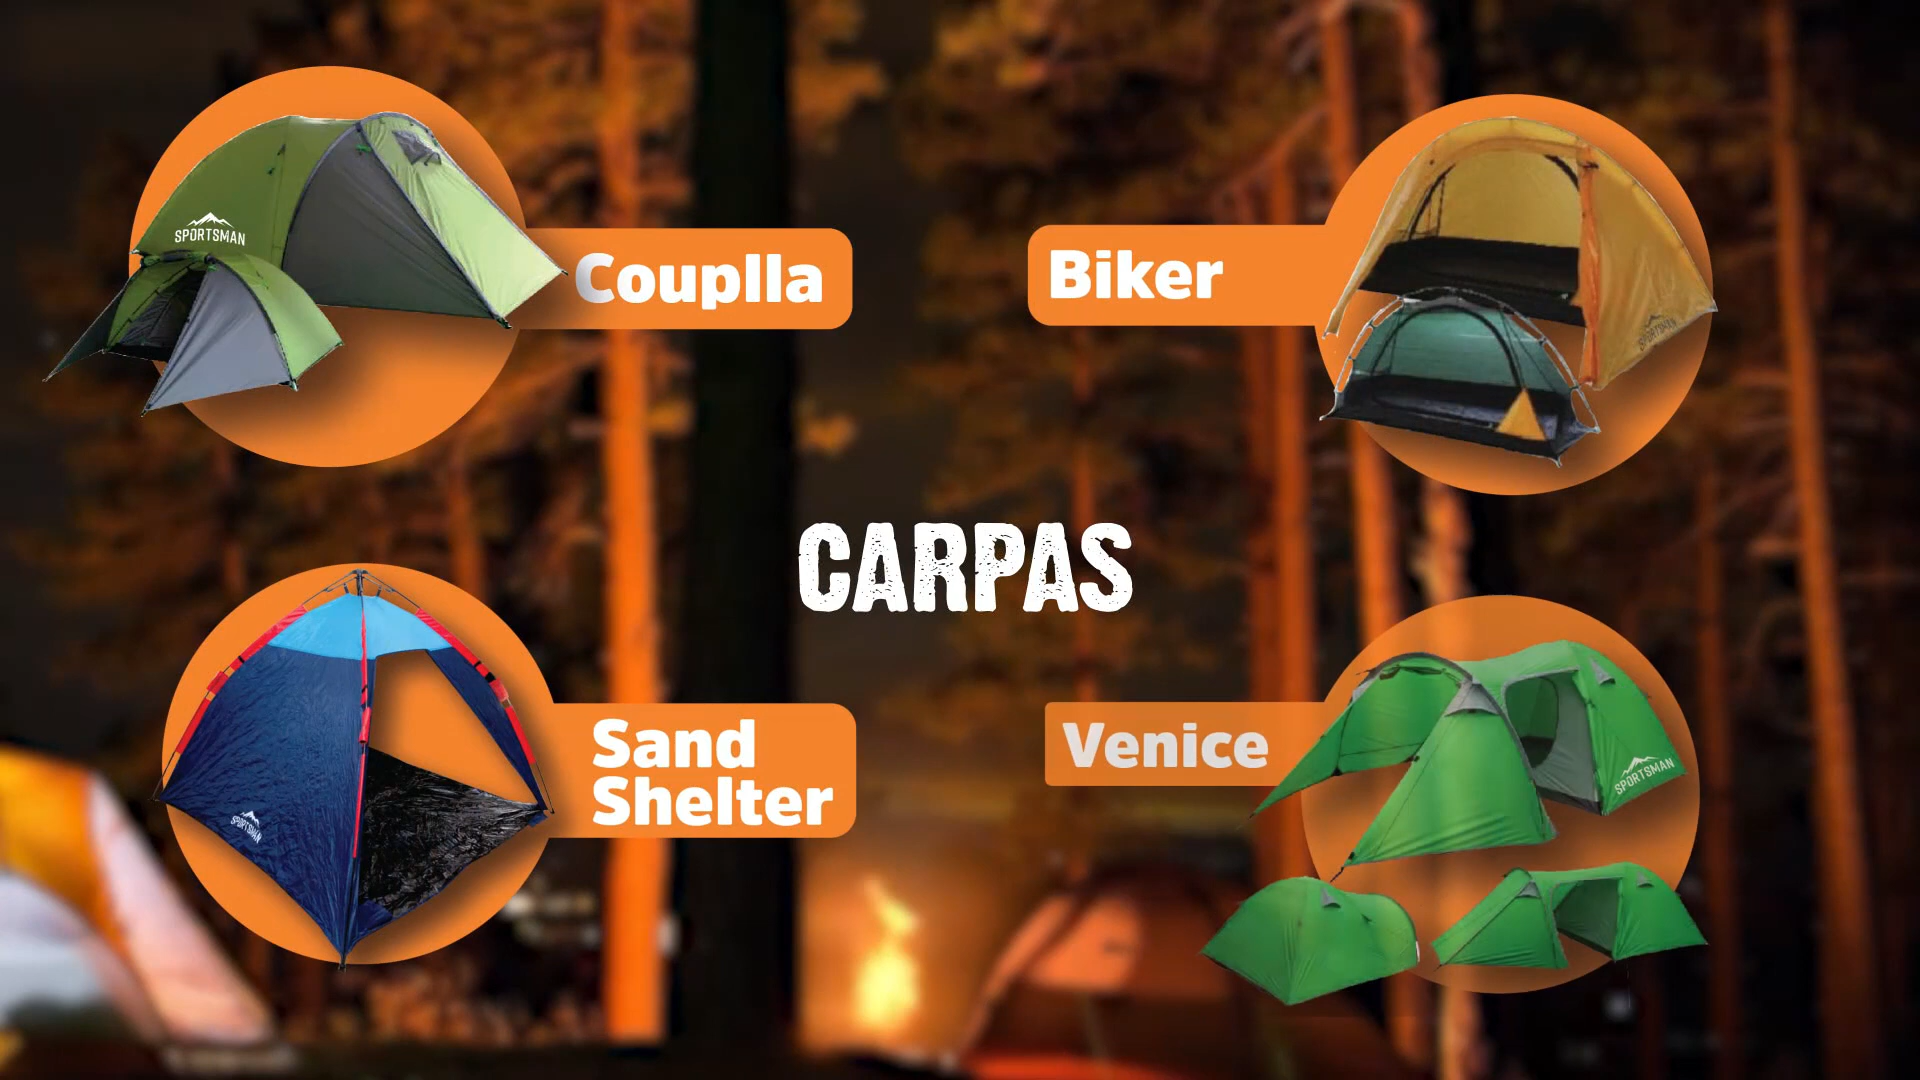 SPORTSMAN
Couplla
Biker
SPORTSMAN
CARPAS
Sand
Shelter
SPORTSMAN
Venice
SPORTSMAN